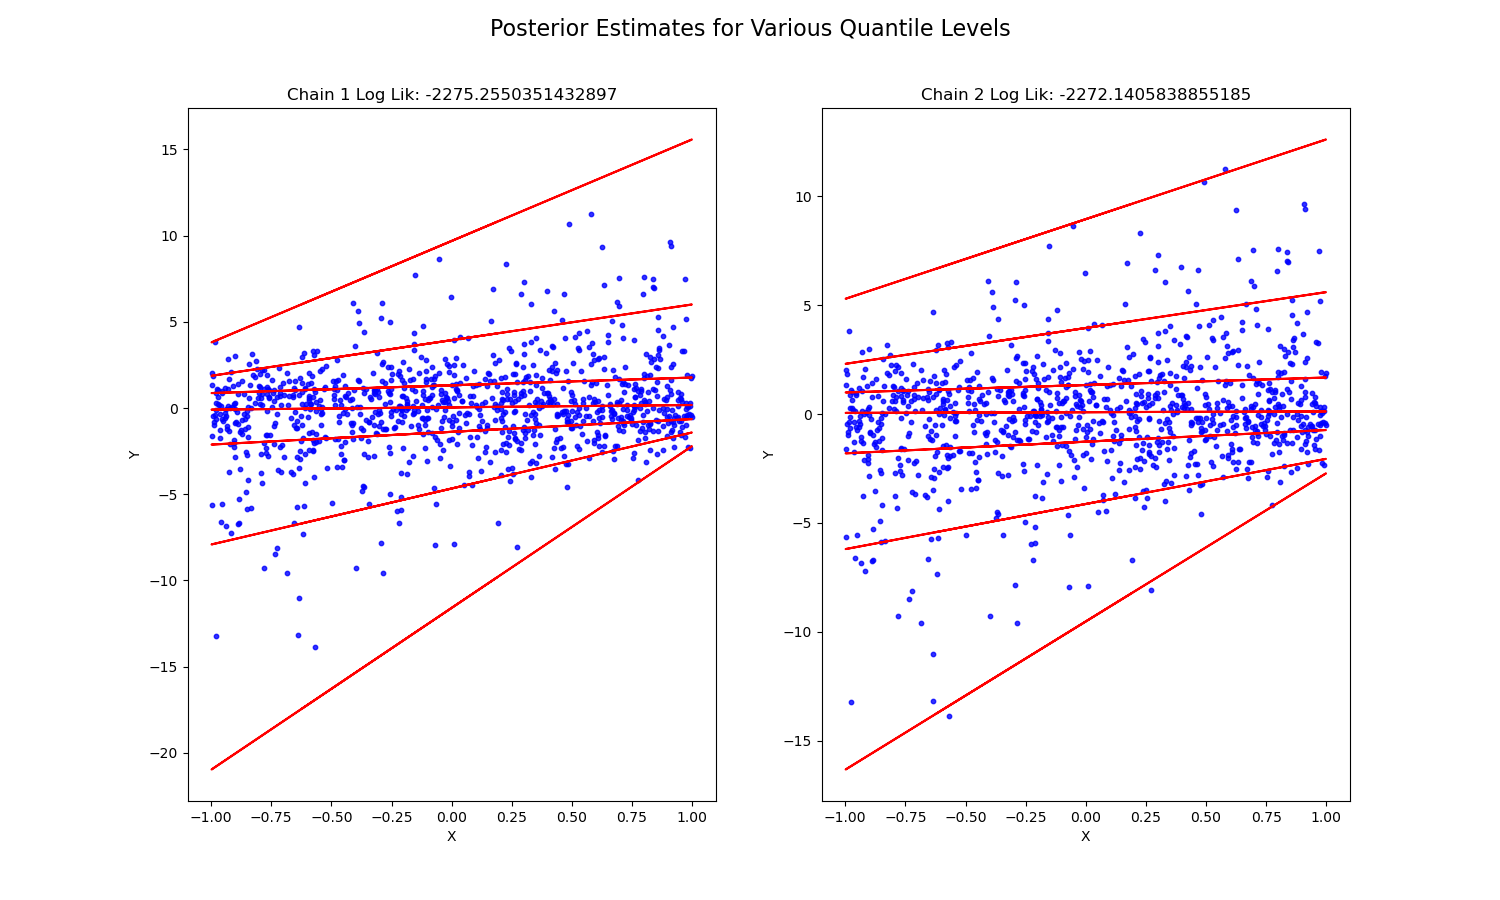 Posterior Estimates for Various Quantile Levels
Chain 1 Log Lik: -2275.2550351432897
15
10
5
0
−5
−10
−15
−20
Y
−1.00 −0.75 −0.50 −0.25 0.00 0.25 0.50 0.75 1.00
X
Chain 2 Log Lik: -2272.1405838855185
10
5
0
−5
−10
−15
Y
−1.00 −0.75 −0.50 −0.25 0.00 0.25 0.50 0.75 1.00
X